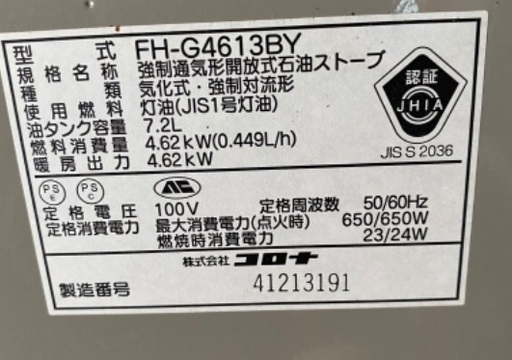 型式 FH-G4613BY
規格名称 強制通気形開放式石油ストーブ
種類 気化式・強制対流形
使用燃料 灯油(JIS1号灯油)
油タンク容量 7.2L
燃料消費量 4.62kW(0.449L/h)
暖房出力 4.62kW
認証
JHIA
JIS S 2036
PS E PS C
定格電圧 100V 定格周波数 50/60Hz
定格消費電力 最大消費電力(点火時) 650/650W
燃焼時消費電力 23/24W
株式会社 コロナ
製造番号 41213191